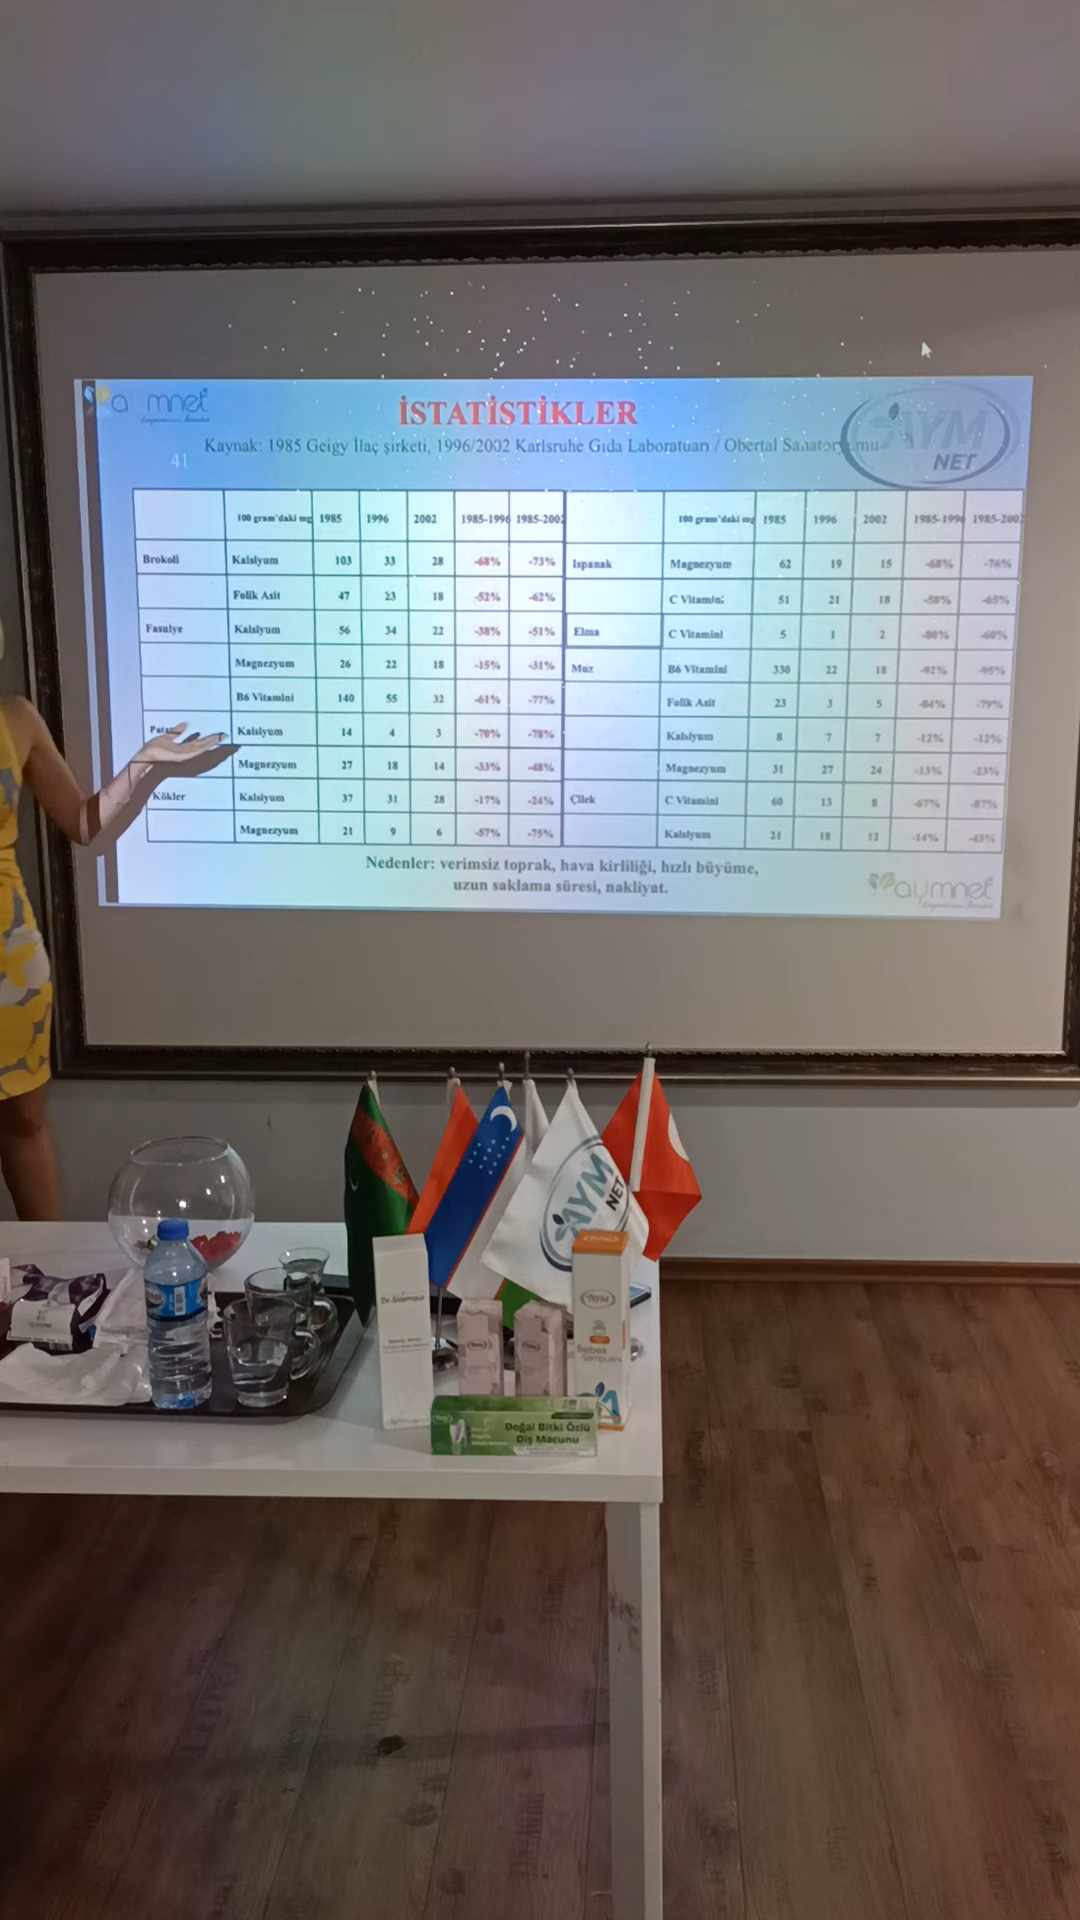 aymnet
AYM
NET
İSTATİSTİKLER
Kaynak: 1985 Geigy İlaç şirketi, 1996/2002 Karlsruhe Gıda Laboratuarı / Obertal Sanatoryumu
41
100 gram'daki mg 1985 1996 2002 1985-1996 1985-2002
Brokoli Kalsiyum 103 33 28 -68% -73%
Folik Asit 47 23 18 -52% -62%
Fasulye Kalsiyum 56 34 22 -38% -51%
Magnezyum 26 22 18 -15% -31%
B6 Vitamini 140 55 32 -61% -77%
Kalsiyum 14 4 3 -70% -78%
Magnezyum 27 18 14 -33% -48%
Kökler Kalsiyum 37 31 28 -17% -24%
Magnezyum 21 9 6 -57% -75%
100 gram'daki mg 1985 1996 2002 1985-1996 1985-2002
Ispanak Magnezyum 62 19 15 -68% -76%
C Vitamini 51 21 18 -58% -65%
Elma C Vitamini 5 1 2 -80% -60%
Muz B6 Vitamini 330 22 18 -92% -95%
Folik Asit 23 3 5 -84% -79%
Kalsiyum 8 7 7 -12% -12%
Magnezyum 31 27 24 -13% -23%
Çilek C Vitamini 60 13 8 -67% -87%
Kalsiyum 21 18 12 -14% -43%
Nedenler: verimsiz toprak, hava kirliliği, hızlı büyüme,
uzun saklama süresi, nakliyat.
aymnet
AYM
NET
AYM
Bebek
Şampuanı
Doğal Bitki Özlü
Diş Macunu